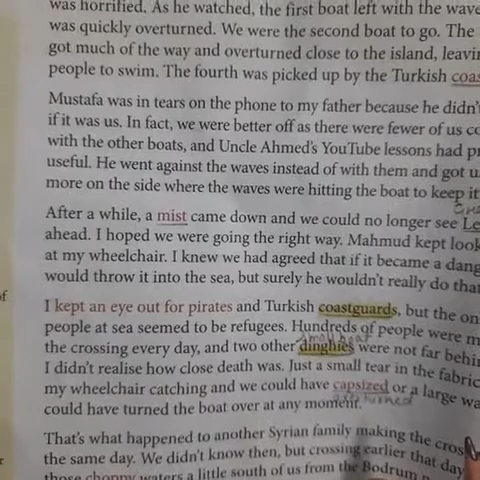 was horrified. As he watched, the first boat left with the wave
was quickly overturned. We were the second boat to go. The
got much of the way and overturned close to the island, leavin
people to swim. The fourth was picked up by the Turkish coas
Mustafa was in tears on the phone to my father because he didn'
if it was us. In fact, we were better off as there were fewer of us co
with the other boats, and Uncle Ahmed's YouTube lessons had pr
useful. He went against the waves instead of with them and got u
more on the side where the waves were hitting the boat to keep it
After a while, a mist came down and we could no longer see Le
ahead. I hoped we were going the right way. Mahmud kept look
at my wheelchair. I knew we had agreed that if it became a dang
would throw it into the sea, but surely he wouldn't really do tha
of
I kept an eye out for pirates and Turkish coastguards, but the on
people at sea seemed to be refugees. Hundreds of people were m
small boat
the crossing every day, and two other dinghies were not far behin
I didn't realise how close death was. Just a small tear in the fabric
my wheelchair catching and we could have capsized or a large wa
overturned
could have turned the boat over at any moment.
That's what happened to another Syrian family making the cros
the same day. We didn't know then, but crossing earlier that day
r
those choppy waters a little south of us from the Bodrum